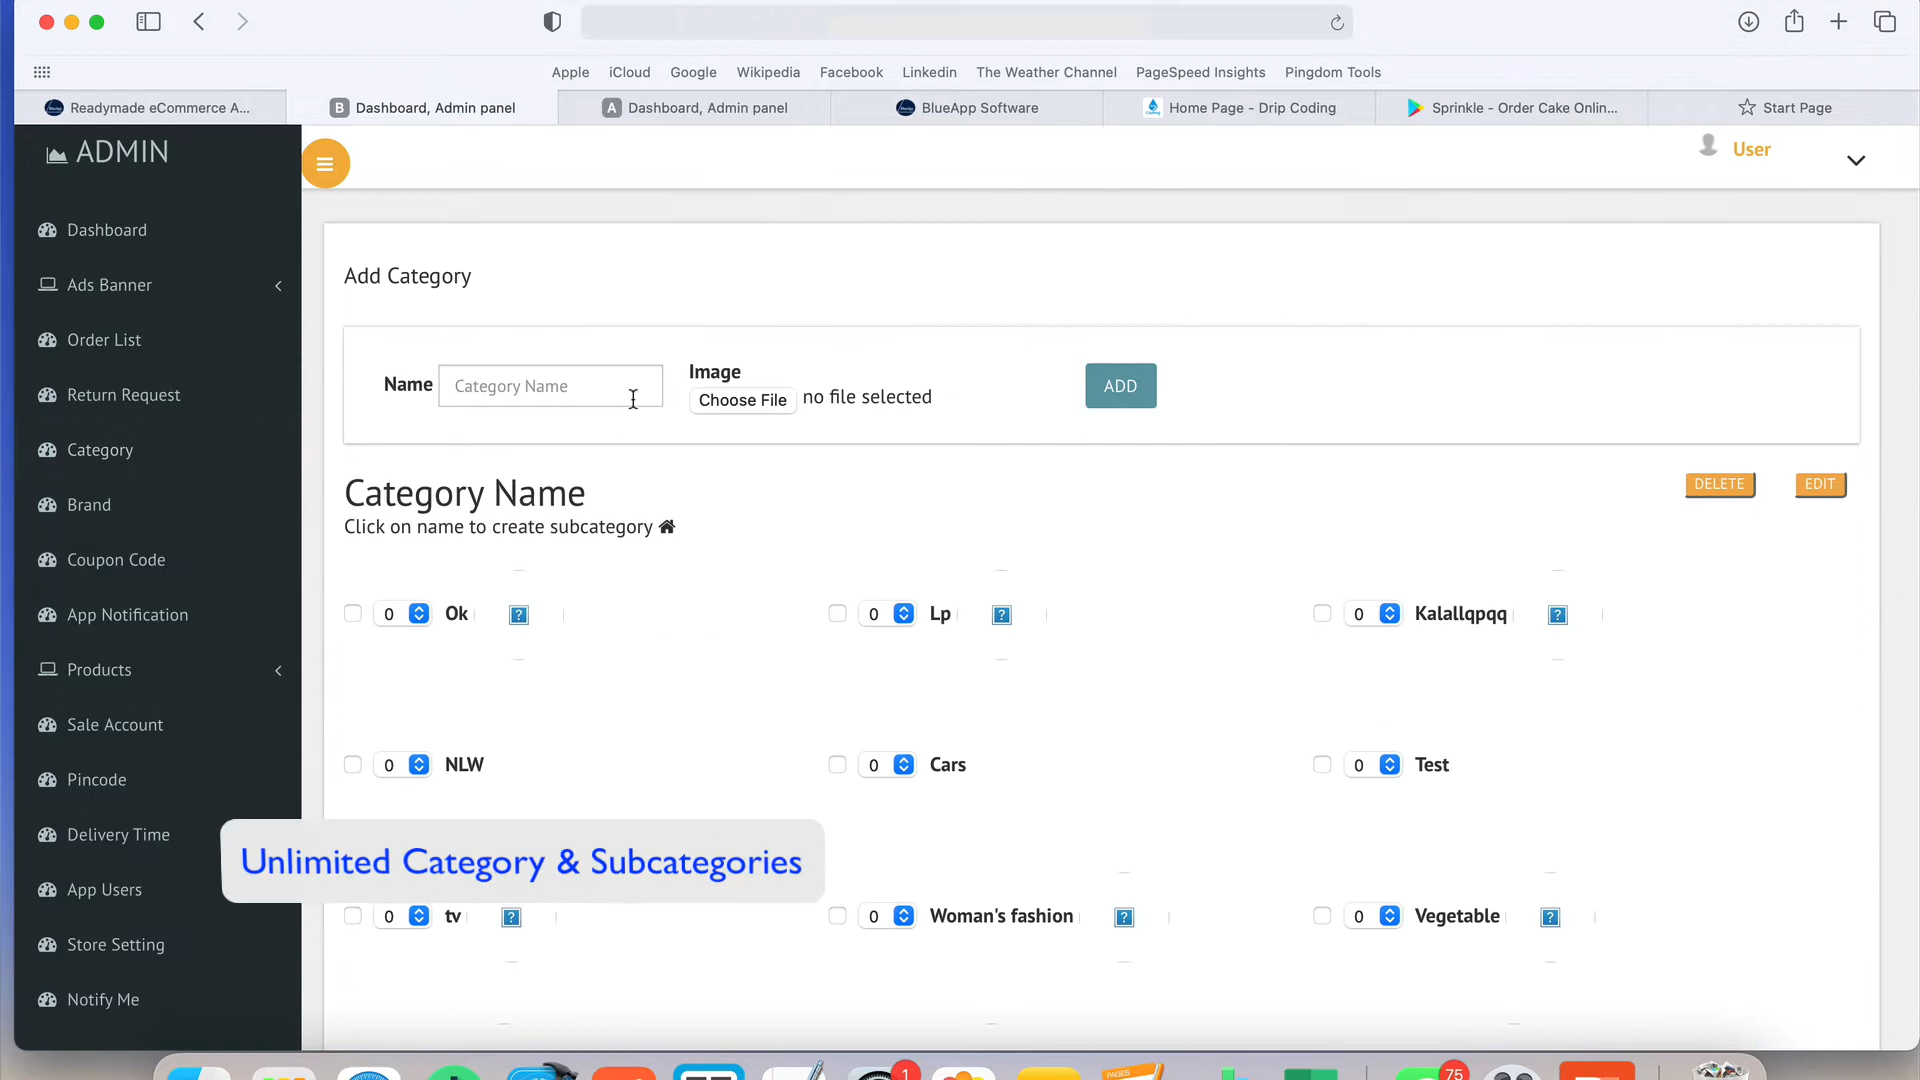 Apple iCloud Google Wikipedia Facebook Linkedin The Weather Channel PageSpeed Insights Pingdom Tools
Readymade eCommerce A... B Dashboard, Admin panel A Dashboard, Admin panel BlueApp Software Home Page - Drip Coding Sprinkle - Order Cake Onlin... Start Page
ADMIN
User
Dashboard
Ads Banner
Order List
Return Request
Category
Brand
Coupon Code
App Notification
Products
Sale Account
Pincode
Delivery Time
App Users
Store Setting
Notify Me
Add Category
Name Category Name Image
Choose File no file selected
ADD
Category Name
DELETE EDIT
Click on name to create subcategory
0 Ok ? 0 Lp ? 0 Kalallqpqq ?
0 NLW 0 Cars 0 Test
Unlimited Category & Subcategories
0 tv ? 0 Woman's fashion ? 0 Vegetable ?
1 PAGES 75